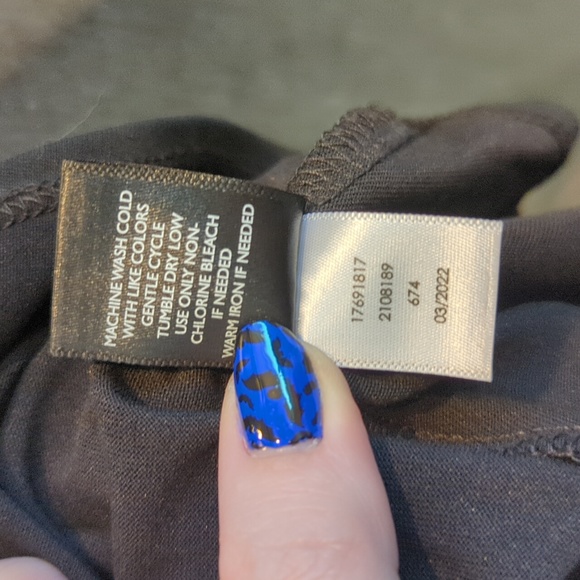 MACHINE WASH COLD
WITH LIKE COLORS
GENTLE CYCLE
TUMBLE DRY LOW
USE ONLY NON-
CHLORINE BLEACH
IF NEEDED
WARM IRON IF NEEDED
17691817
2108189
674
03/2022